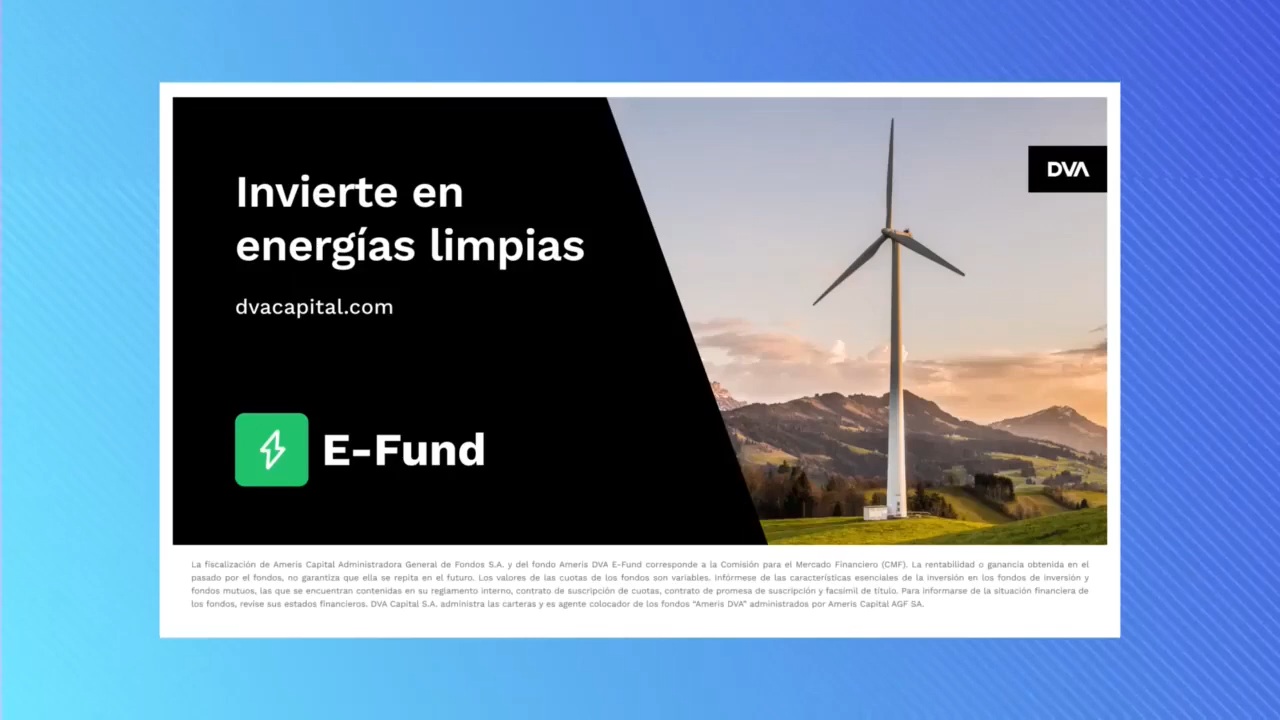 Invierte en
energías limpias
dvacapital.com
DVA
E-Fund
La fiscalización de Ameris Capital Administradora General de Fondos S.A. y del fondo Ameris DVA E-Fund corresponde a la Comisión para el Mercado Financiero (CMF). La rentabilidad o ganancia obtenida en el
pasado por el fondos, no garantiza que ella se repita en el futuro. Los valores de las cuotas de los fondos son variables. Infórmese de las características esenciales de la inversión en los fondos de inversión y
fondos mutuos, las que se encuentran contenidas en su reglamento interno, contrato de suscripción de cuotas, contrato de promesa de suscripción y facsímil de título. Para informarse de la situación financiera de
los fondos, revise sus estados financieros. DVA Capital S.A. administra las carteras y es agente colocador de los fondos "Ameris DVA" administrados por Ameris Capital AGF SA.